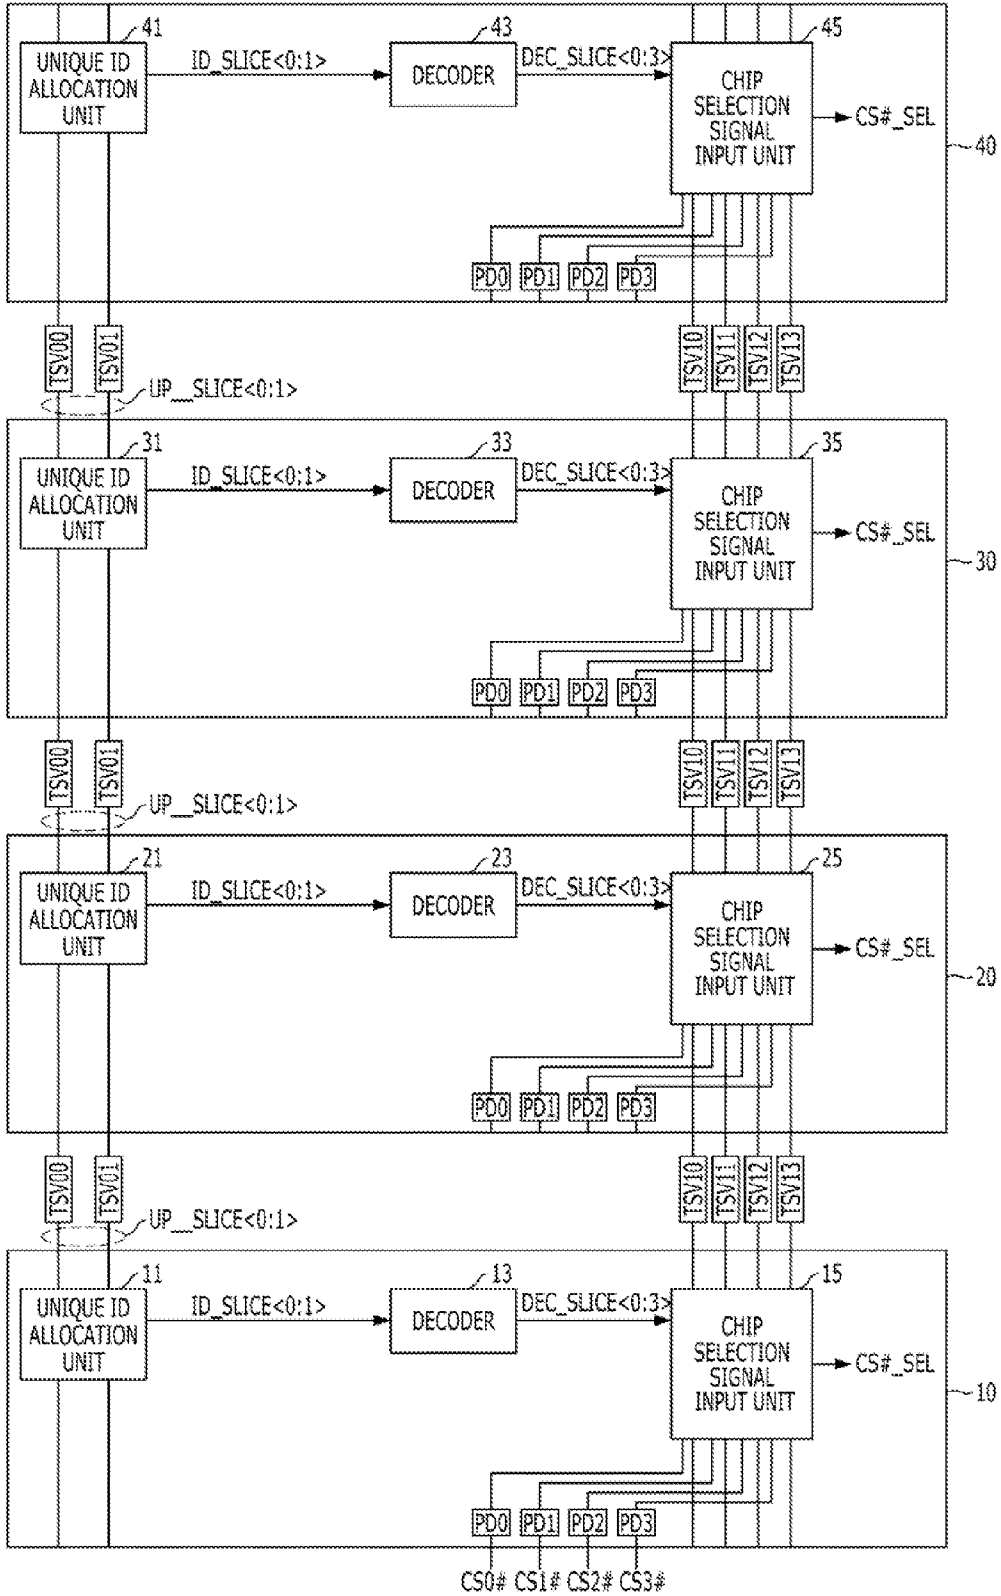 41
43
45
UNIQUE ID
ALLOCATION
UNIT
ID_SLICE<0:1>
DECODER
DEC_SLICE<0:3>
CHIP
SELECTION
SIGNAL
INPUT UNIT
CS#_SEL
40
PD0 PD1 PD2 PD3
TSV00 TSV01
TSV10 TSV11 TSV12 TSV13
UP__SLICE<0:1>
31
33
35
UNIQUE ID
ALLOCATION
UNIT
ID_SLICE<0:1>
DECODER
DEC_SLICE<0:3>
CHIP
SELECTION
SIGNAL
INPUT UNIT
CS#_SEL
30
PD0 PD1 PD2 PD3
TSV00 TSV01
TSV10 TSV11 TSV12 TSV13
UP__SLICE<0:1>
21
23
25
UNIQUE ID
ALLOCATION
UNIT
ID_SLICE<0:1>
DECODER
DEC_SLICE<0:3>
CHIP
SELECTION
SIGNAL
INPUT UNIT
CS#_SEL
20
PD0 PD1 PD2 PD3
TSV00 TSV01
TSV10 TSV11 TSV12 TSV13
UP__SLICE<0:1>
11
13
15
UNIQUE ID
ALLOCATION
UNIT
ID_SLICE<0:1>
DECODER
DEC_SLICE<0:3>
CHIP
SELECTION
SIGNAL
INPUT UNIT
CS#_SEL
10
PD0 PD1 PD2 PD3
CS0# CS1# CS2# CS3#